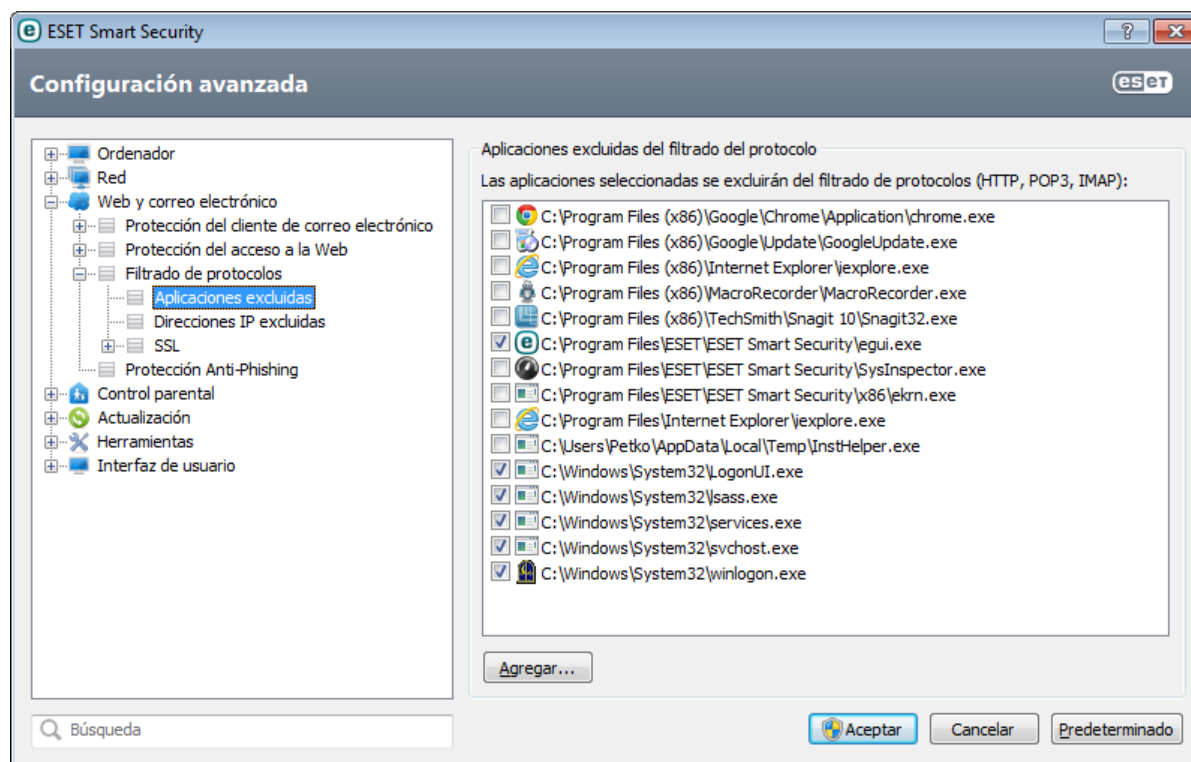 ESET Smart Security
Configuración avanzada
eset
Ordenador
Red
Web y correo electrónico
Protección del cliente de correo electrónico
Protección del acceso a la Web
Filtrado de protocolos
Aplicaciones excluidas
Direcciones IP excluidas
SSL
Protección Anti-Phishing
Control parental
Actualización
Herramientas
Interfaz de usuario
Búsqueda
Aplicaciones excluidas del filtrado del protocolo
Las aplicaciones seleccionadas se excluirán del filtrado de protocolos (HTTP, POP3, IMAP):
C:\Program Files (x86)\Google\Chrome\Application\chrome.exe
C:\Program Files (x86)\Google\Update\GoogleUpdate.exe
C:\Program Files (x86)\Internet Explorer\iexplore.exe
C:\Program Files (x86)\MacroRecorder\MacroRecorder.exe
C:\Program Files (x86)\TechSmith\Snagit 10\Snagit32.exe
C:\Program Files\ESET\ESET Smart Security\egui.exe
C:\Program Files\ESET\ESET Smart Security\SysInspector.exe
C:\Program Files\ESET\ESET Smart Security\x86\ekrn.exe
C:\Program Files\Internet Explorer\iexplore.exe
C:\Users\Petko\AppData\Local\Temp\InstHelper.exe
C:\Windows\System32\LogonUI.exe
C:\Windows\System32\lsass.exe
C:\Windows\System32\services.exe
C:\Windows\System32\svchost.exe
C:\Windows\System32\winlogon.exe
Agregar...
Aceptar
Cancelar
Predeterminado